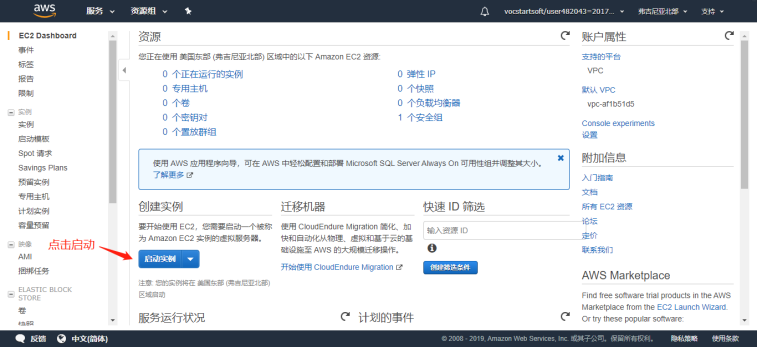 aws
服务
资源组
vocstartsoft/user482043=2017...
弗吉尼亚北部
支持
EC2 Dashboard
事件
标签
报告
限制
实例
实例
启动模板
Spot 请求
Savings Plans
预留实例
专用主机
计划实例
容量预留
映像
AMI
捆绑任务
ELASTIC BLOCK
STORE
卷
快照
资源
您正在使用 美国东部 (弗吉尼亚北部) 区域中的以下 Amazon EC2 资源:
0 个正在运行的实例
0 弹性 IP
0 专用主机
0 个快照
0 个卷
0 个负载均衡器
0 个密钥对
1 个安全组
0 个置放群组
使用 AWS 应用程序向导，可在 AWS 中轻松配置和部署 Microsoft SQL Server Always On 可用性组并调整其大小。
了解更多
创建实例
要开始使用 EC2，您需要启动一个被称
为 Amazon EC2 实例的虚拟服务器。
点击启动
启动实例
注意: 您的实例将在 美国东部 (弗吉尼亚北部)
区域启动
迁移机器
使用 CloudEndure Migration 简化、加
快和自动化从物理、虚拟和基于云的基
础设施至 AWS 的大规模迁移操作。
开始使用 CloudEndure Migration
快速 ID 筛选
输入资源 ID
创建筛选条件
服务运行状况
计划的事件
账户属性
支持的平台
VPC
默认 VPC
vpc-af1b51d5
Console experiments
设置
附加信息
入门指南
文档
所有 EC2 资源
论坛
定价
联系我们
AWS Marketplace
Find free software trial products in the AWS
Marketplace from the EC2 Launch Wizard.
Or try these popular software:
反馈
中文(简体)
© 2008 - 2019, Amazon Web Services, Inc. 或其子公司。保留所有权利。
隐私策略
使用条款